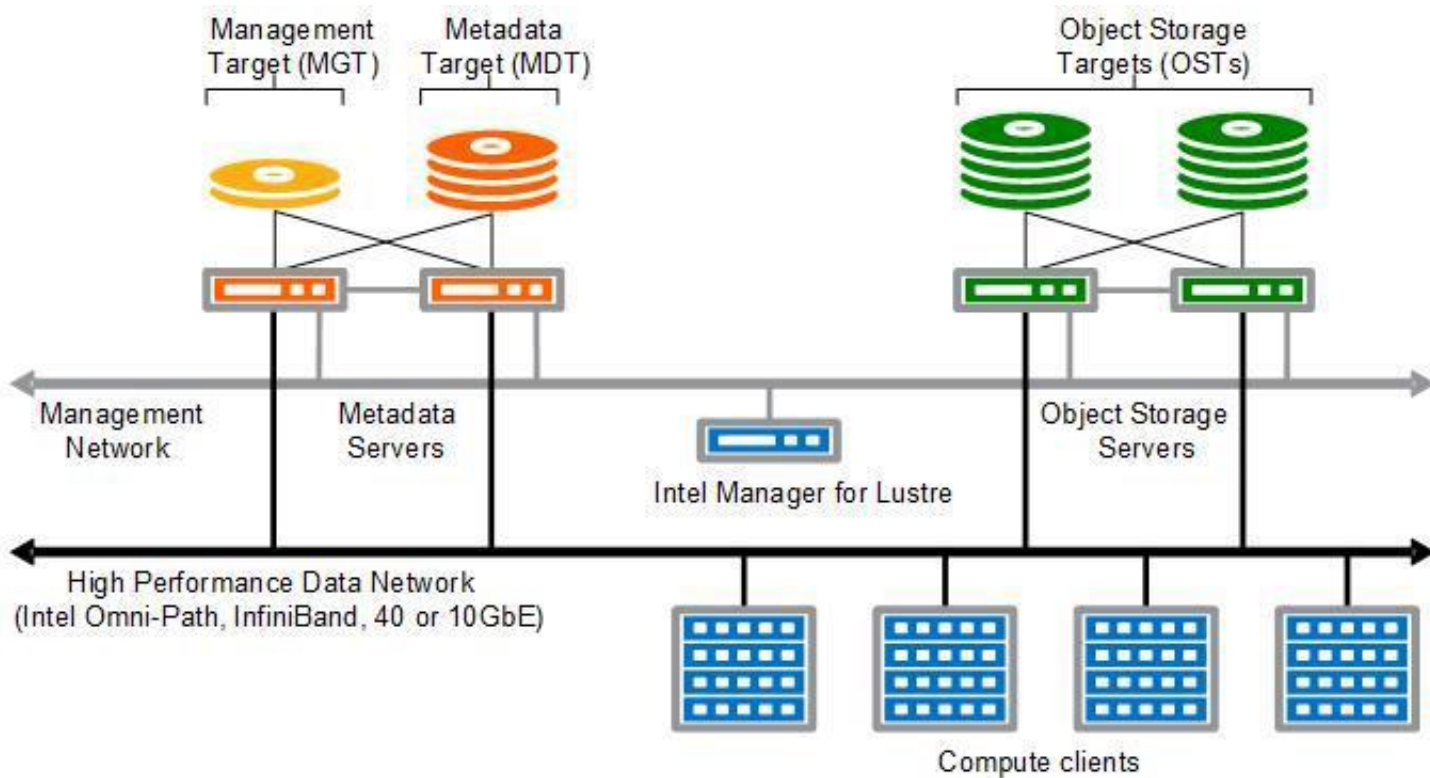 Management
Target (MGT)
Metadata
Target (MDT)
Object Storage
Targets (OSTs)
Management
Network
Metadata
Servers
Object Storage
Servers
Intel Manager for Lustre
High Performance Data Network
(Intel Omni-Path, InfiniBand, 40 or 10GbE)
Compute clients